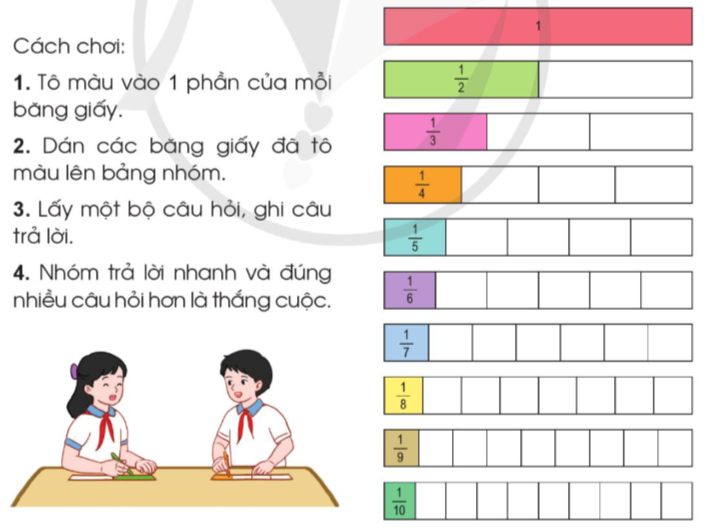 Cách chơi:
1. Tô màu vào 1 phần của mỗi
băng giấy.
2. Dán các băng giấy đã tô
màu lên bảng nhóm.
3. Lấy một bộ câu hỏi, ghi câu
trả lời.
4. Nhóm trả lời nhanh và đúng
nhiều câu hỏi hơn là thắng cuộc.
1
1/2
1/3
1/4
1/5
1/6
1/7
1/8
1/9
1/10